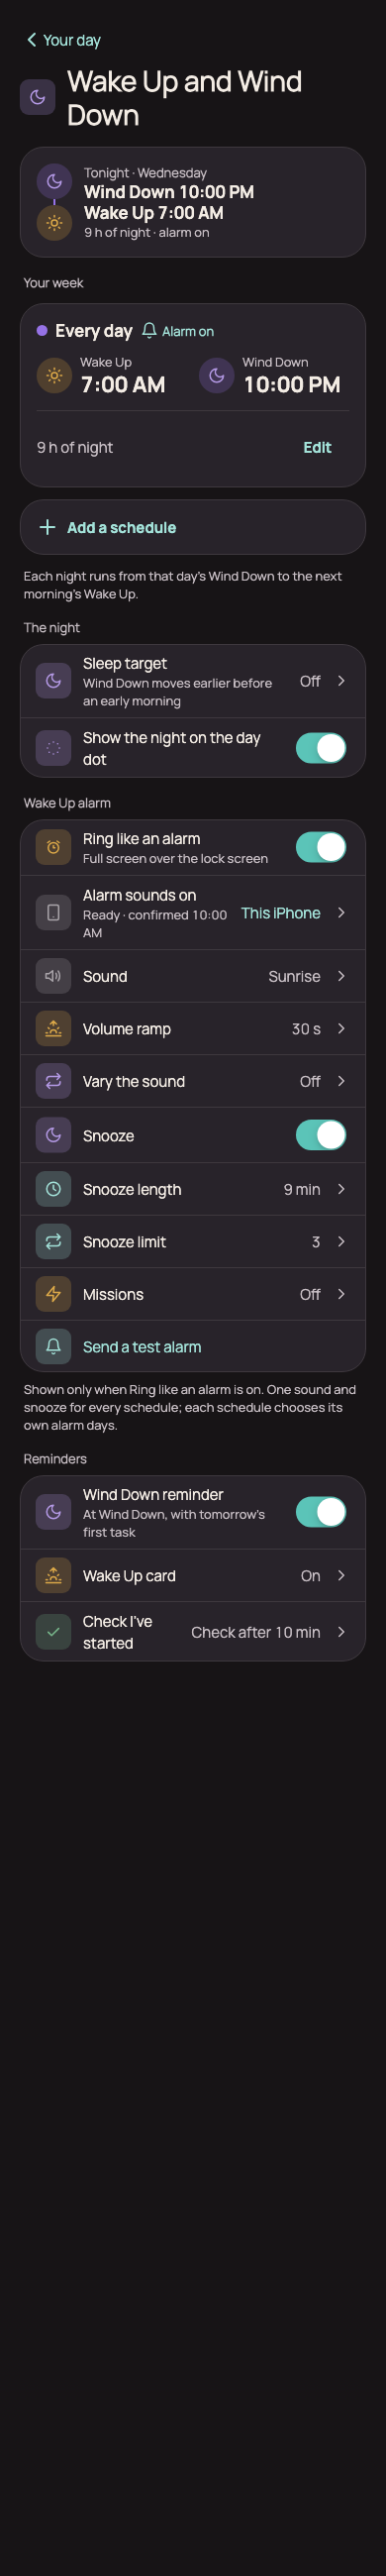 Your day
Wake Up and Wind
Down
Tonight · Wednesday
Wind Down 10:00 PM
Wake Up 7:00 AM
9 h of night · alarm on
Your week
Every day Alarm on
Wake Up Wind Down
7:00 AM 10:00 PM
9 h of night Edit
Add a schedule
Each night runs from that day's Wind Down to the next
morning's Wake Up.
The night
Sleep target
Wind Down moves earlier before
an early morning
Off
Show the night on the day
dot
Wake Up alarm
Ring like an alarm
Full screen over the lock screen
Alarm sounds on
Ready · confirmed 10:00
AM
This iPhone
Sound Sunrise
Volume ramp 30 s
Vary the sound Off
Snooze
Snooze length 9 min
Snooze limit 3
Missions Off
Send a test alarm
Shown only when Ring like an alarm is on. One sound and
snooze for every schedule; each schedule chooses its
own alarm days.
Reminders
Wind Down reminder
At Wind Down, with tomorrow's
first task
Wake Up card On
Check I've
started
Check after 10 min